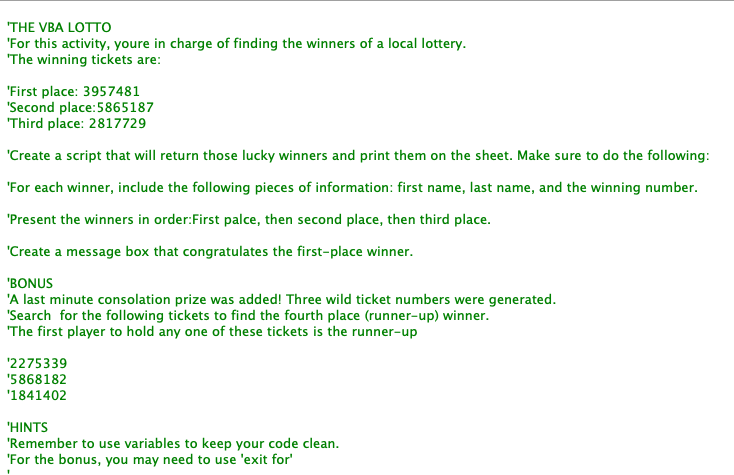 'THE VBA LOTTO
'For this activity, youre in charge of finding the winners of a local lottery.
'The winning tickets are:
'First place: 3957481
'Second place:5865187
'Third place: 2817729
'Create a script that will return those lucky winners and print them on the sheet. Make sure to do the following:
'For each winner, include the following pieces of information: first name, last name, and the winning number.
'Present the winners in order:First palce, then second place, then third place.
'Create a message box that congratulates the first-place winner.
'BONUS
'A last minute consolation prize was added! Three wild ticket numbers were generated.
'Search  for the following tickets to find the fourth place (runner-up) winner.
'The first player to hold any one of these tickets is the runner-up
'2275339
'5868182
'1841402
'HINTS
'Remember to use variables to keep your code clean.
'For the bonus, you may need to use 'exit for'
'